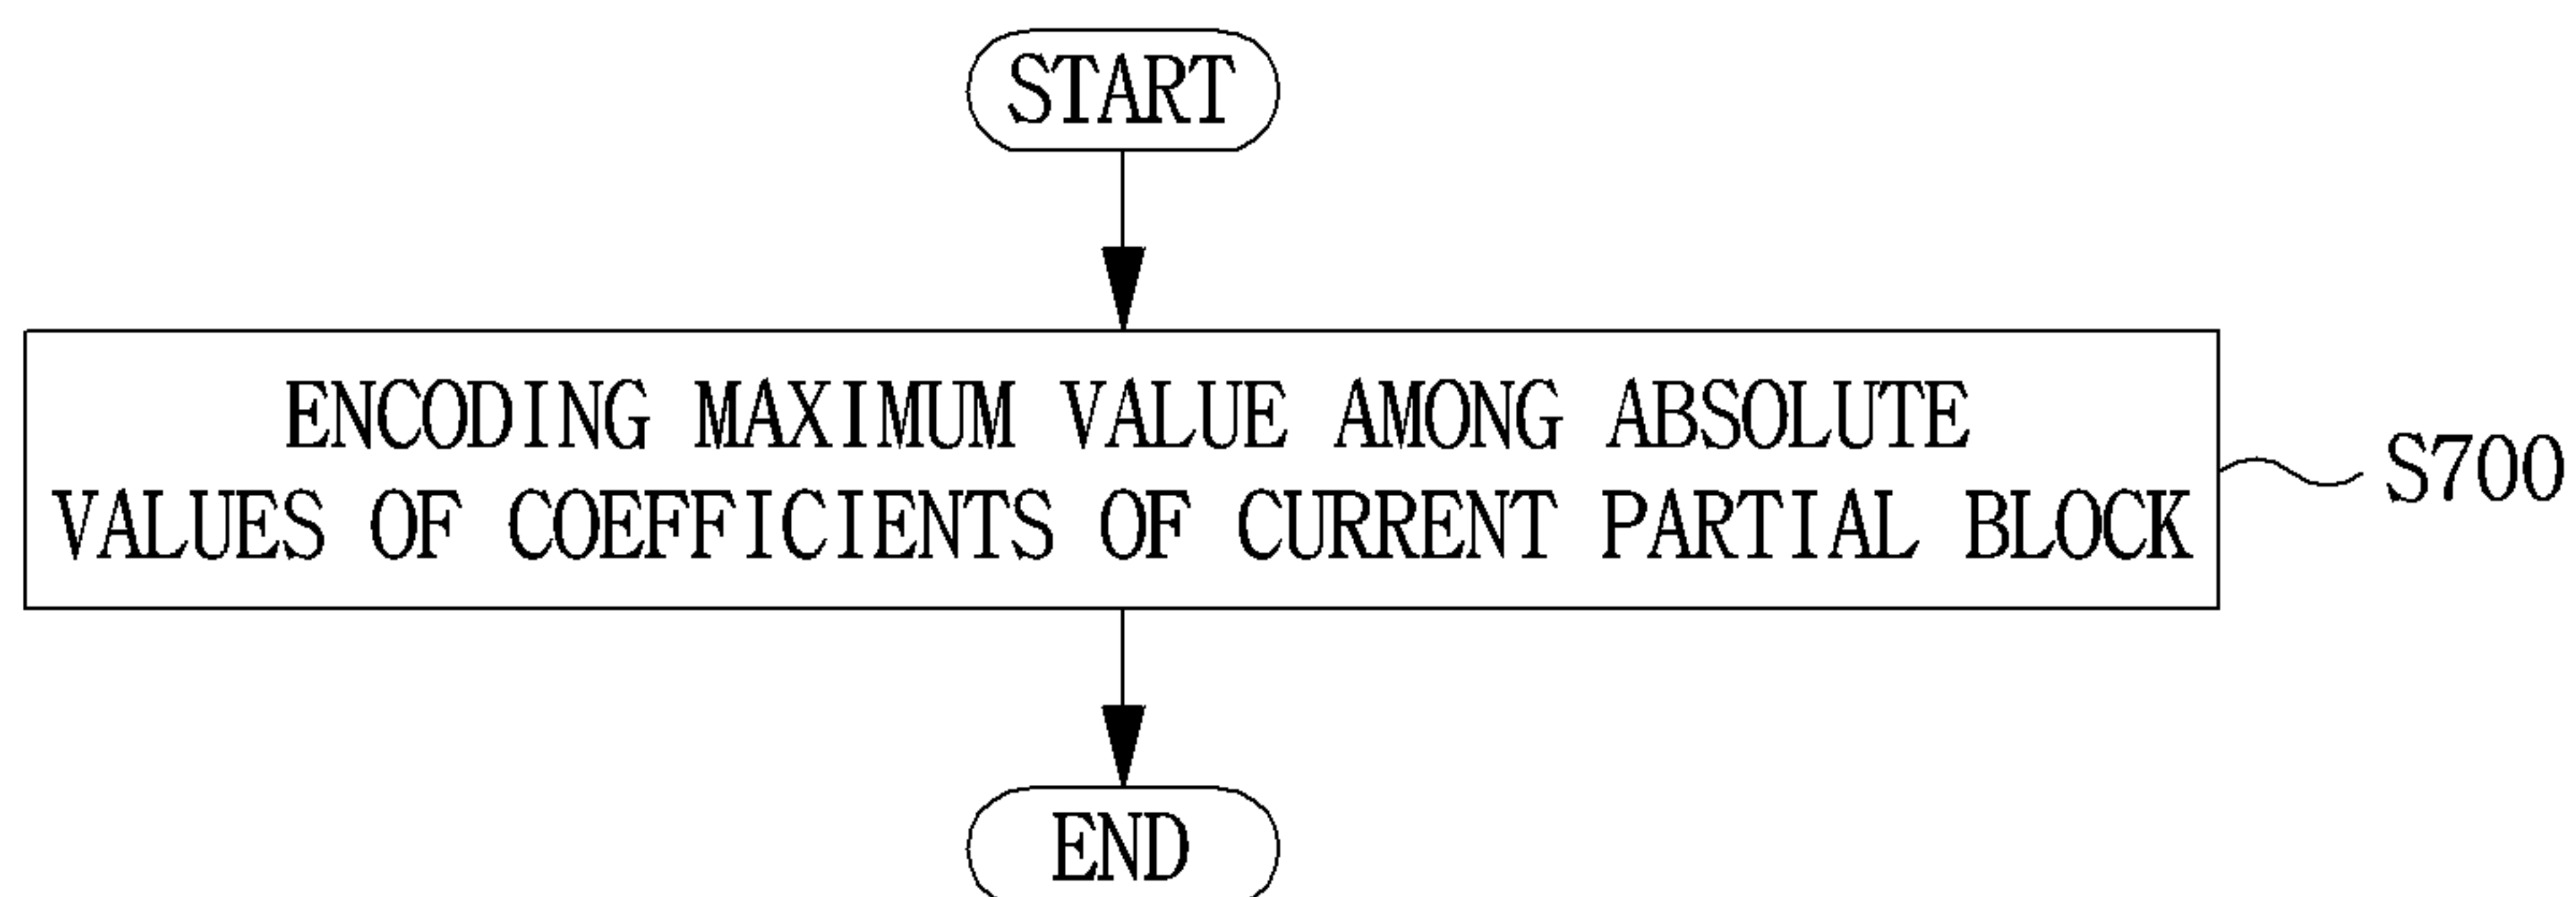 START
ENCODING MAXIMUM VALUE AMONG ABSOLUTE
VALUES OF COEFFICIENTS OF CURRENT PARTIAL BLOCK
S700
END